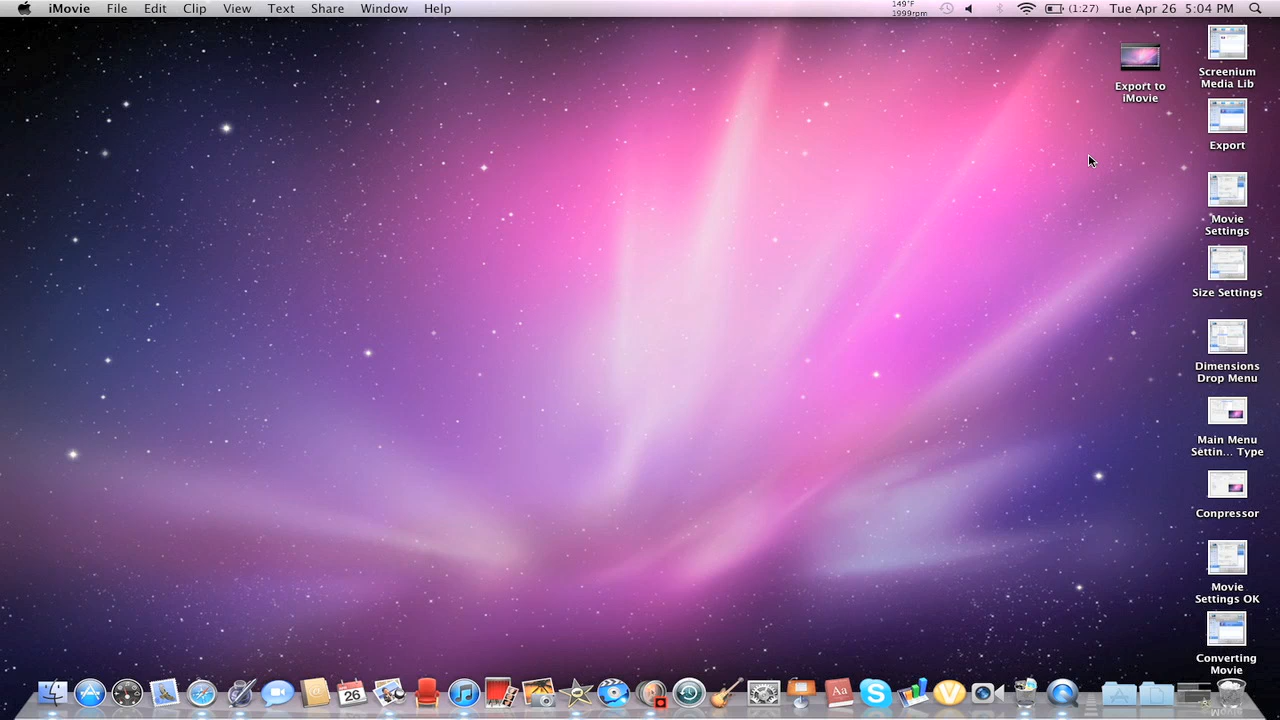 iMovie File Edit Clip View Text Share Window Help 149°F (1:27) Tue Apr 26 5:04 PM
1999rpm
Export to
iMovie
Screenium
Media Lib
Export
Movie
Settings
Size Settings
Dimensions
Drop Menu
Main Menu
Settin... Type
Conpressor
Movie
Settings OK
Converting
Movie
26
Aa